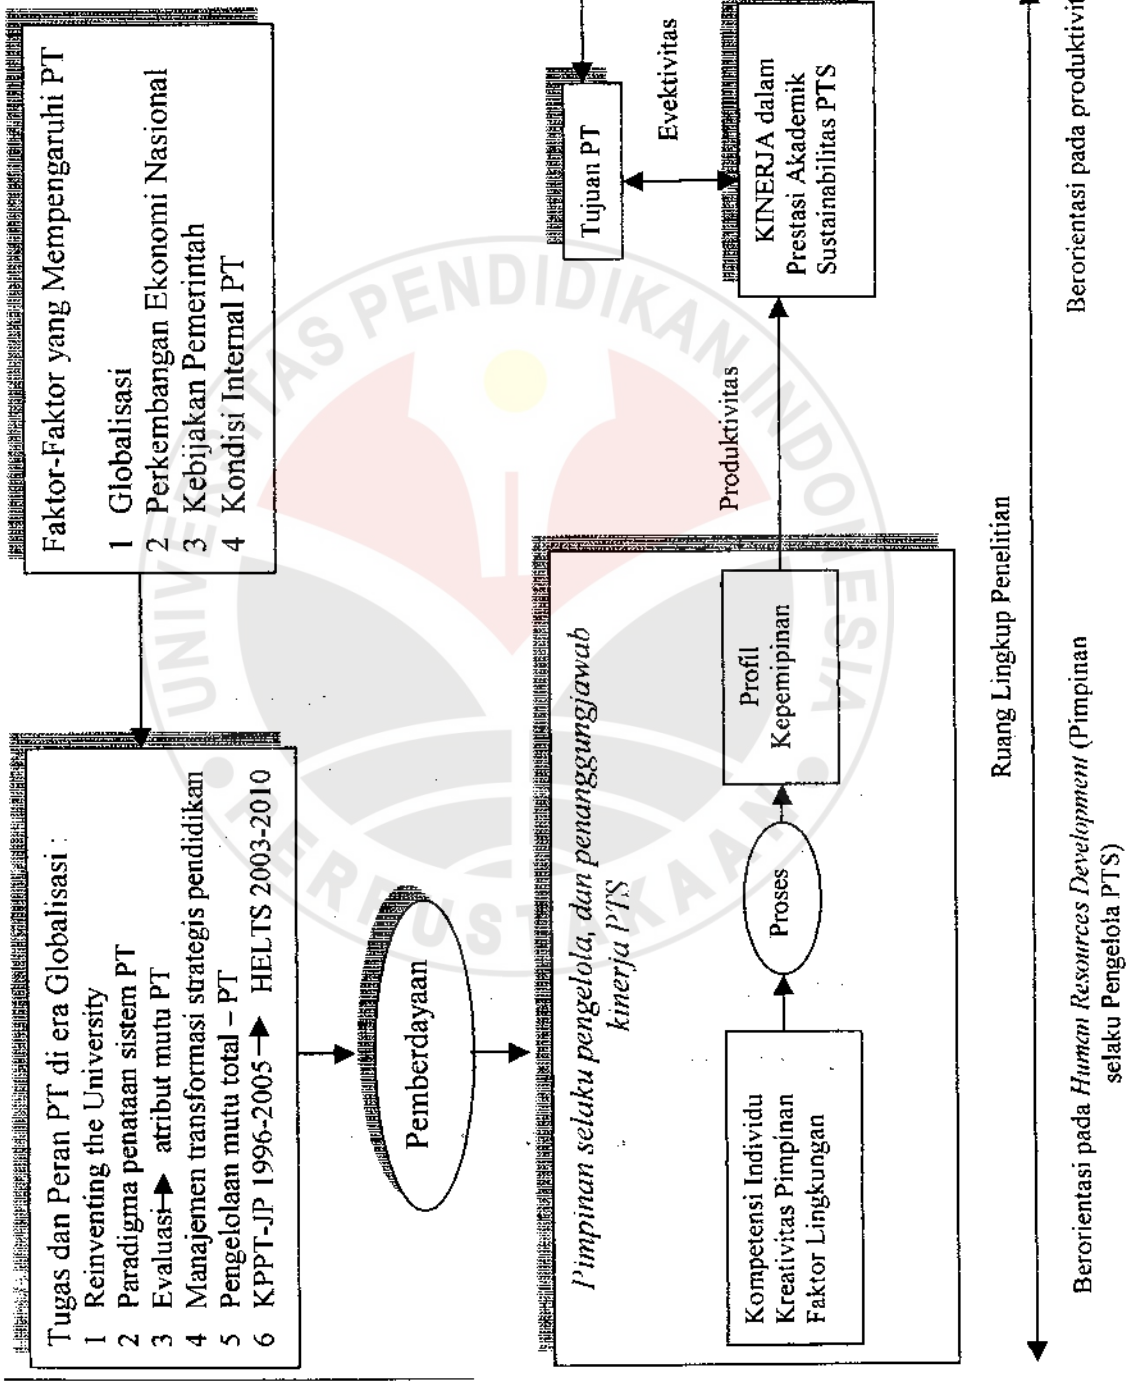 Tugas dan Peran PT di era Globalisasi :
1 Reinventing the University
2 Paradigma penataan sistem PT
3 Evaluasi → atribut mutu PT
4 Manajemen transformasi strategis pendidikan
5 Pengelolaan mutu total – PT
6 KPPT-JP 1996-2005 → HELTS 2003-2010
Faktor-Faktor yang Mempengaruhi PT
1 Globalisasi
2 Perkembangan Ekonomi Nasional
3 Kebijakan Pemerintah
4 Kondisi Internal PT
Pemberdayaan
Pimpinan selaku pengelola, dan penanggungjawab
kinerja PTS
Kompetensi Individu
Kreativitas Pimpinan
Faktor Lingkungan
Proses
Profil
Kepemipinan
Produktivitas
Tujuan PT
Evektivitas
KINERJA dalam
Prestasi Akademik
Sustainabilitas PTS
Ruang Lingkup Penelitian
Berorientasi pada Human Resources Development (Pimpinan
selaku Pengelola PTS)
Berorientasi pada produktivit
UNIVERSITAS PENDIDIKAN INDONESIA
PERPUSTAKAAN